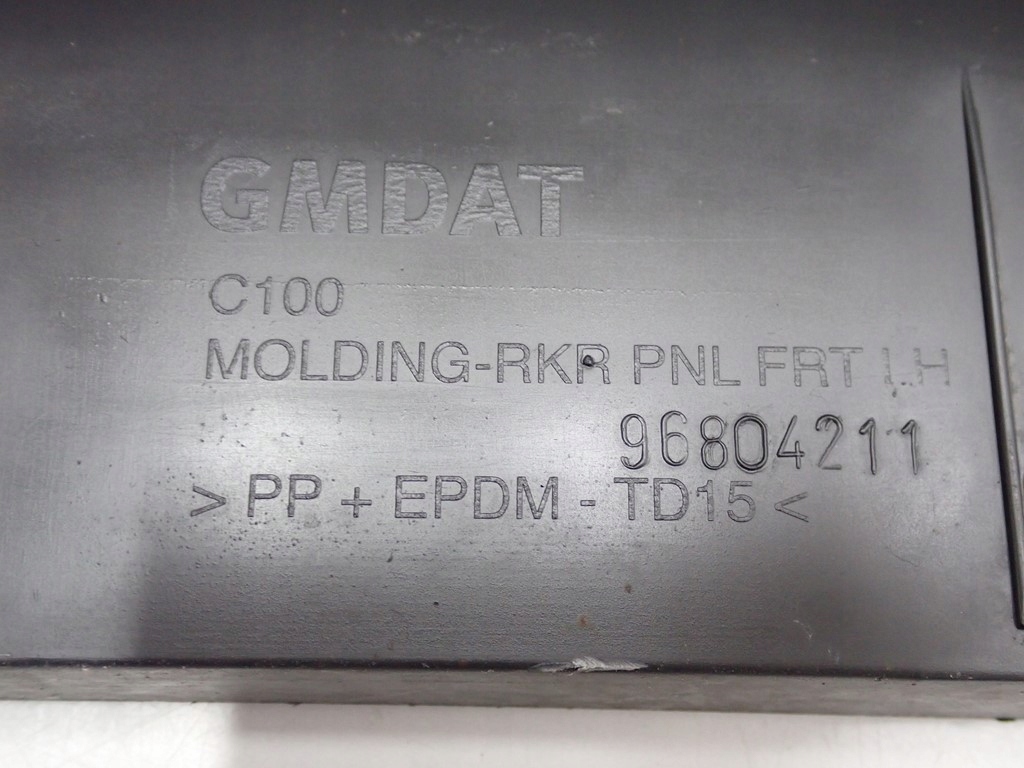 GMDAT
C100
MOLDING-RKR PNL FRT LH
96804211
> PP + EPDM - TD15 <